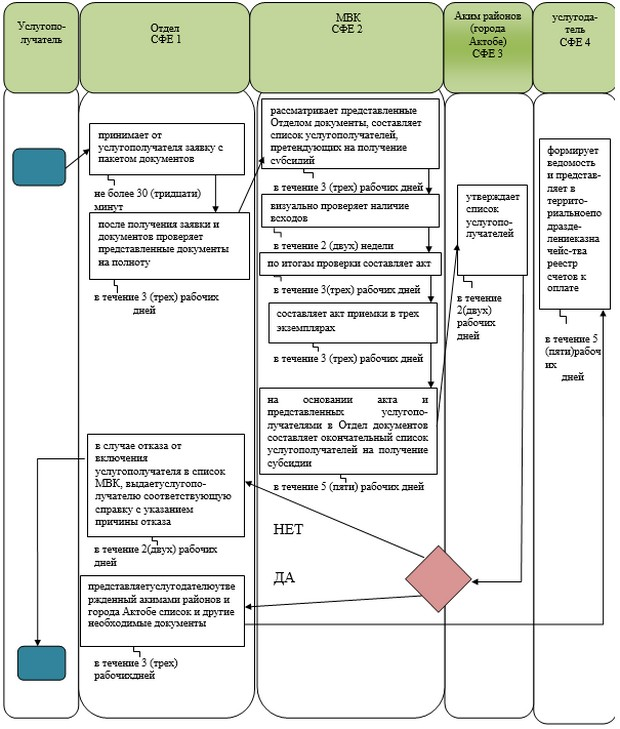 Услугопо-
лучатель
Отдел
СФЕ 1
МВК
СФЕ 2
Аким районов
(города
Актобе)
СФЕ 3
услугода-
тель
СФЕ 4
принимает от
услугополучателя заявку с
пакетом документов
не более 30 (тридцати)
минут
после получения заявки и
документов проверяет
представленные документы
на полноту
в течение 3 (трех) рабочих
дней
рассматривает представленные
Отделом документы, составляет
список услугополучателей,
претендующих на получение
субсидий
в течение 3 (трех) рабочих дней
визуально проверяет наличие
всходов
в течение 2 (двух) недели
по итогам проверки составляет акт
в течение 3(трех) рабочих дней
составляет акт приемки в трех
экземплярах
в течение 3 (трех) рабочих дней
на основании акта и
представленных услугопо-
лучателями в Отдел документов
составляет окончательный список
услугополучателей на получение
субсидии
в течение 5 (пяти) рабочих дней
утверждает
список
услугопо-
лучателей
в течение
2(двух)
рабочих
дней
формирует
ведомость
и представ-
ляет в
террито-
риальноепо
дразде-
лениеказна
чейс-тва
реестр
счетов к
оплате
в течение 5
(пяти)рабоч
их
дней
в случае отказа от
включения
услугополучателя в список
МВК, выдаетуслугопо-
лучателю соответствующую
справку с указанием
причины отказа
в течение 2(двух) рабочих
дней
НЕТ
ДА
представляетуслугодателюутве
ржденный акимами районов и
города Актобе список и другие
необходимые документы
в течение 3 (трех)
рабочихдней